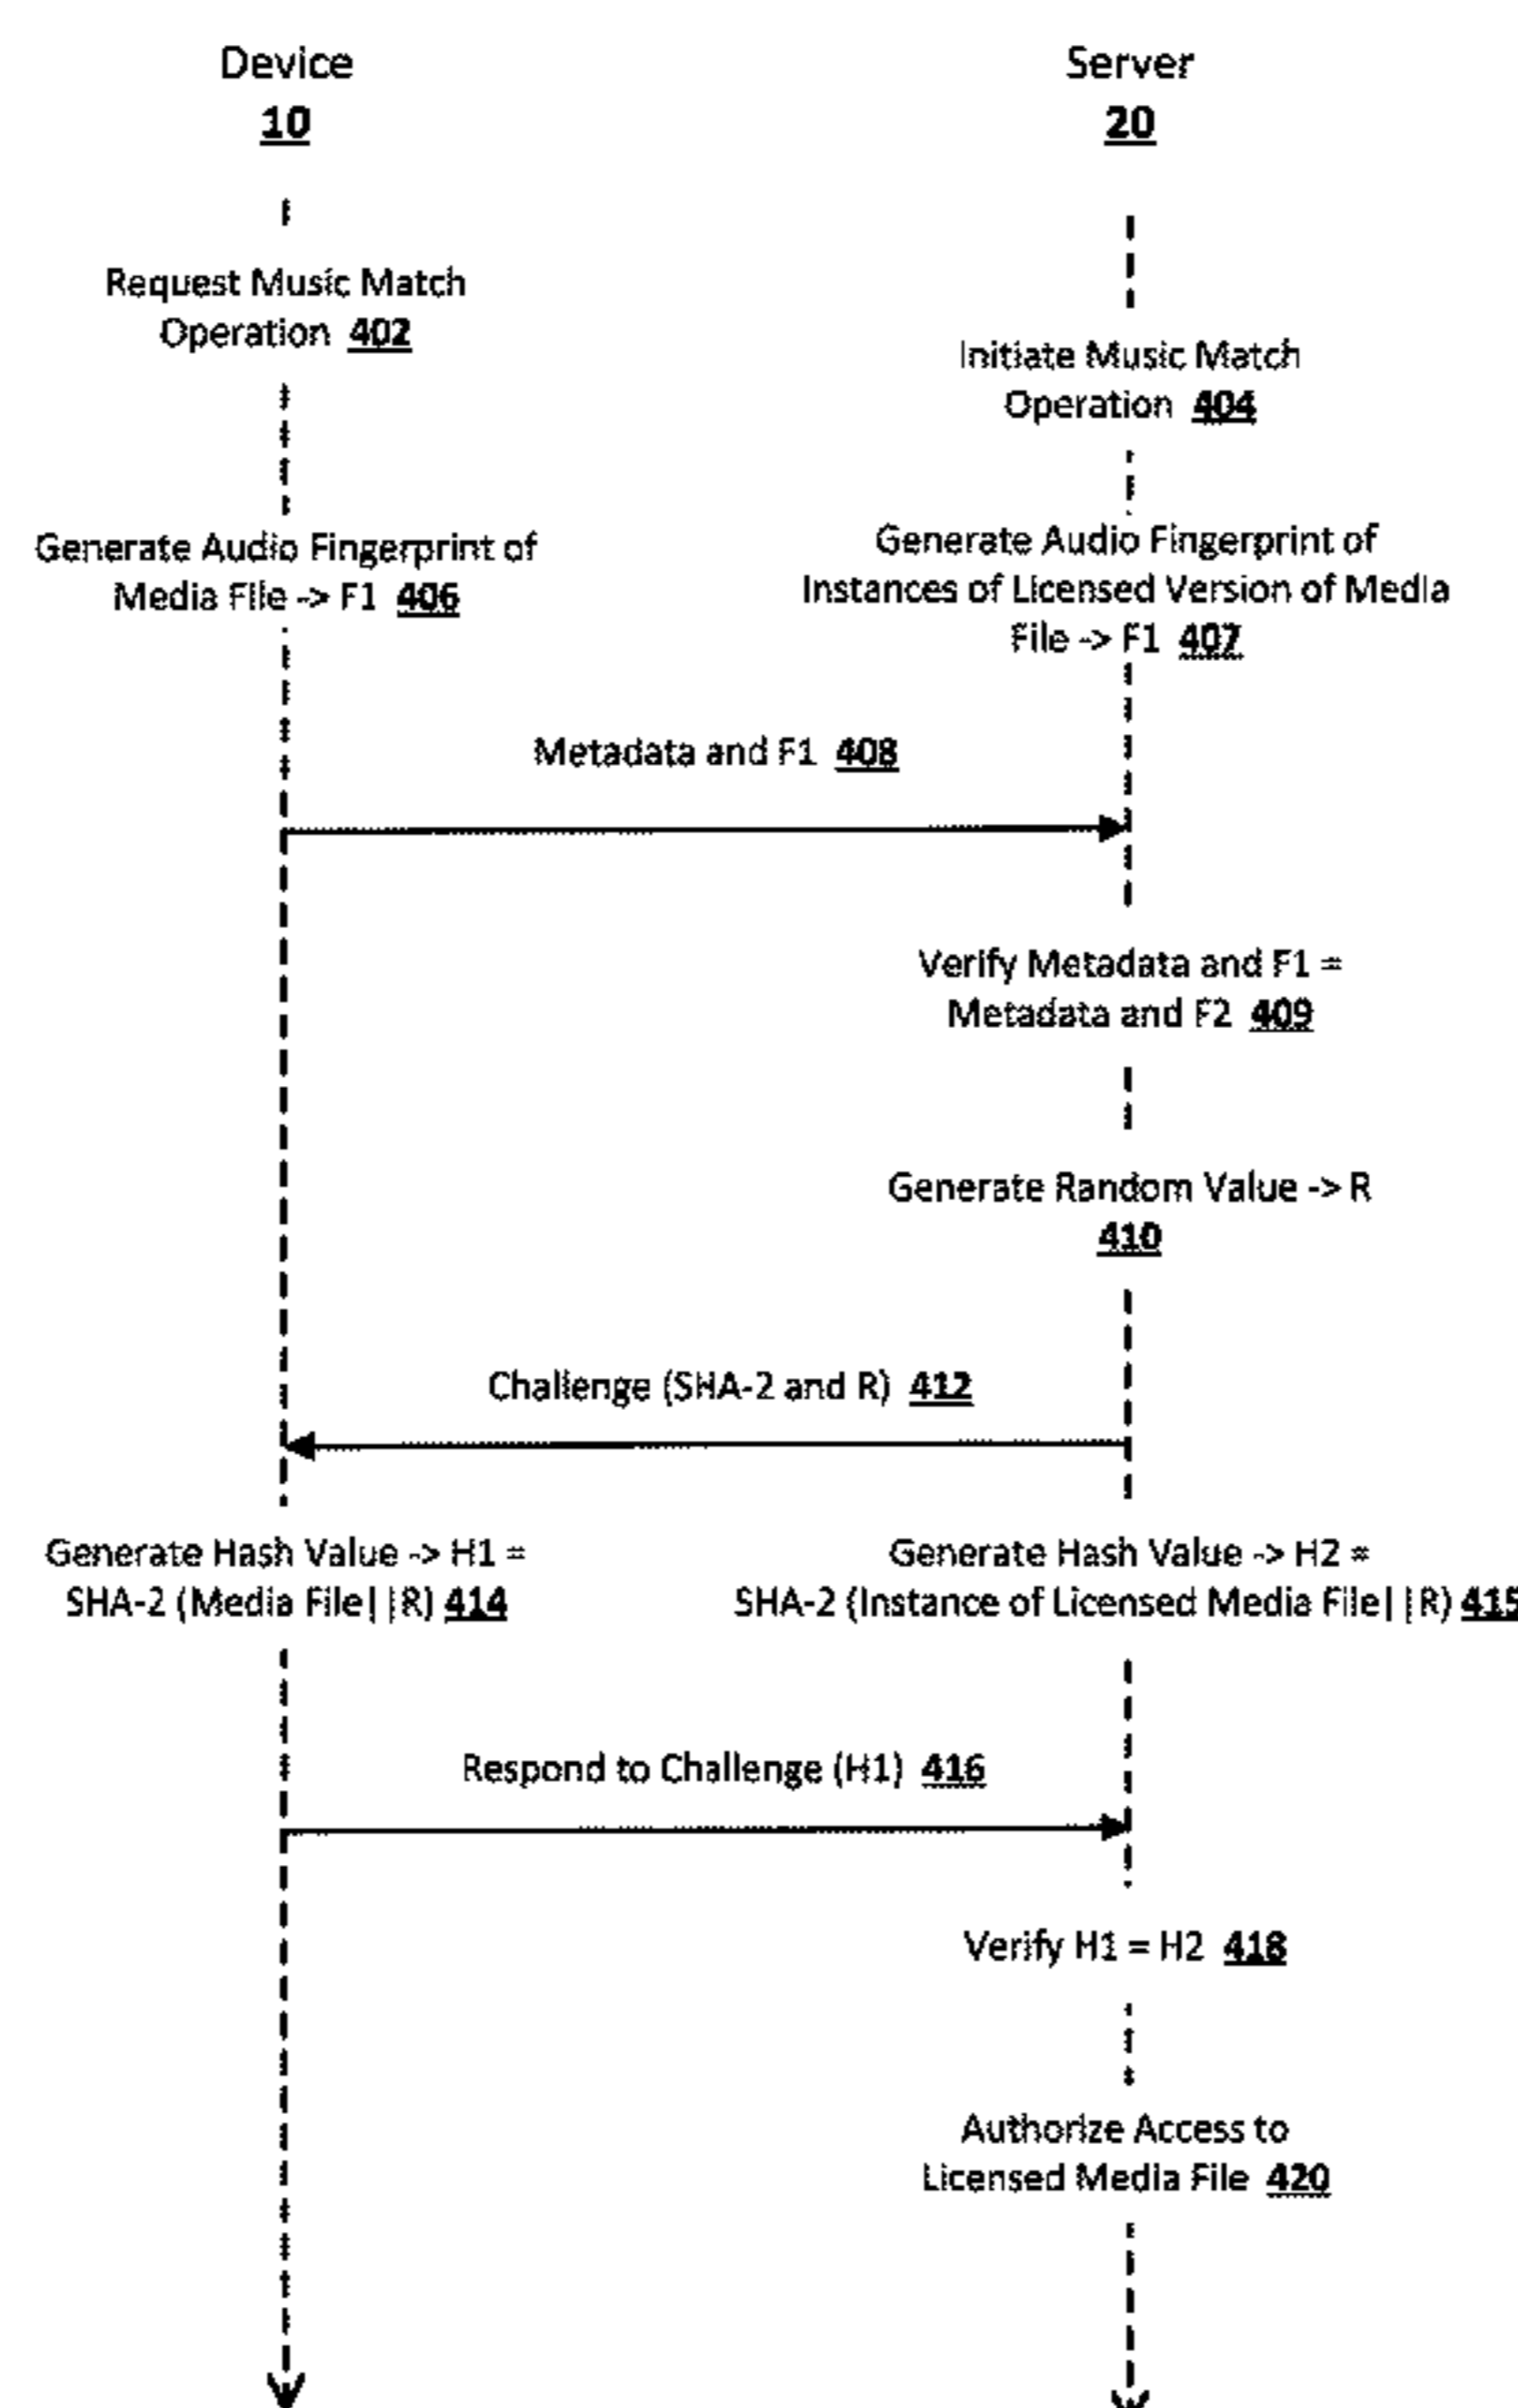 Device
10
Server
20
Request Music Match
Operation 402
Initiate Music Match
Operation 404
Generate Audio Fingerprint of
Media File -> F1 406
Generate Audio Fingerprint of
Instances of Licensed Version of Media
File -> F1 407
Metadata and F1 408
Verify Metadata and F1 =
Metadata and F2 409
Generate Random Value -> R
410
Challenge (SHA-2 and R) 412
Generate Hash Value -> H1 =
SHA-2 (Media File||R) 414
Generate Hash Value -> H2 =
SHA-2 (Instance of Licensed Media File||R) 415
Respond to Challenge (H1) 416
Verify H1 = H2 418
Authorize Access to
Licensed Media File 420